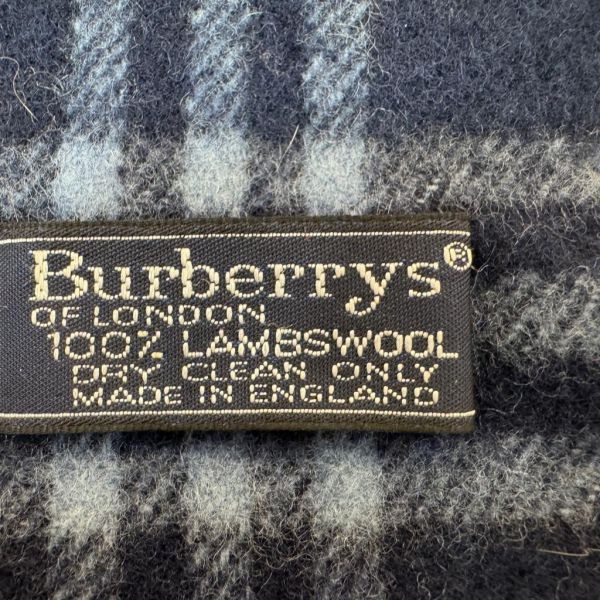 Burberrys®
OF LONDON
100% LAMBSWOOL
DRY CLEAN ONLY
MADE IN ENGLAND